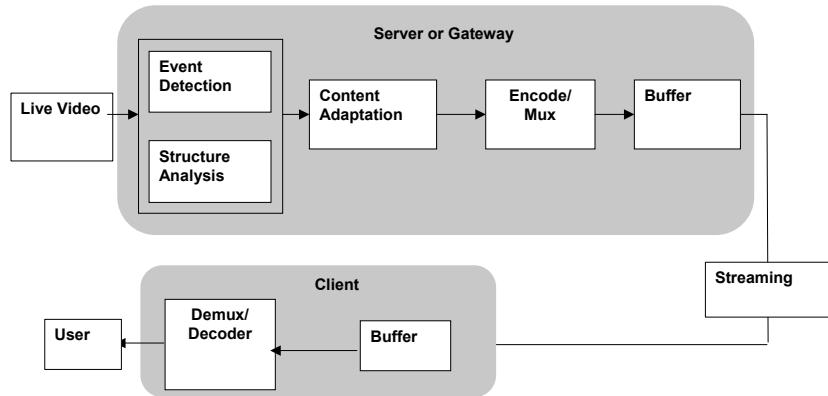 Server or Gateway
Live Video
Event
Detection
Structure
Analysis
Content
Adaptation
Encode/
Mux
Buffer
Streaming
Client
User
Demux/
Decoder
Buffer